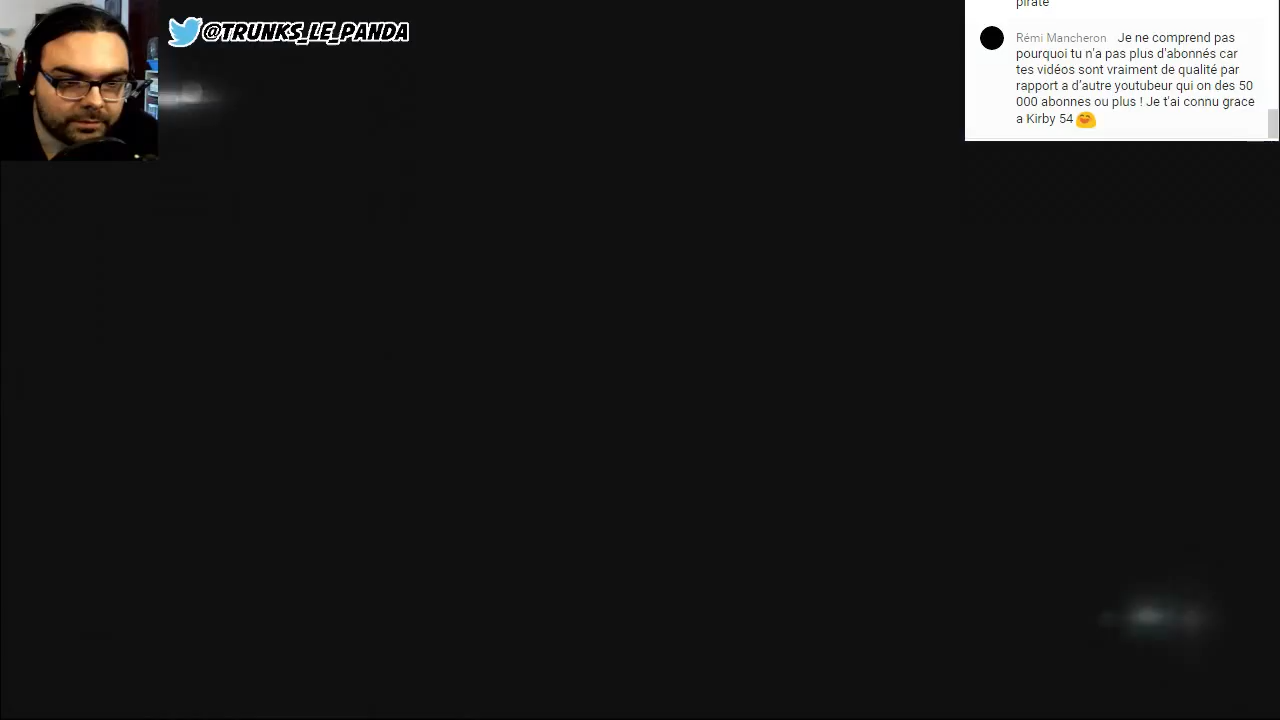 @TRUNKS_LE_PANDA
pirate
Rémi Mancheron Je ne comprend pas
pourquoi tu n'a pas plus d'abonnés car
tes vidéos sont vraiment de qualité par
rapport a d'autre youtubeur qui on des 50
000 abonnes ou plus ! Je t'ai connu grace
a Kirby 54